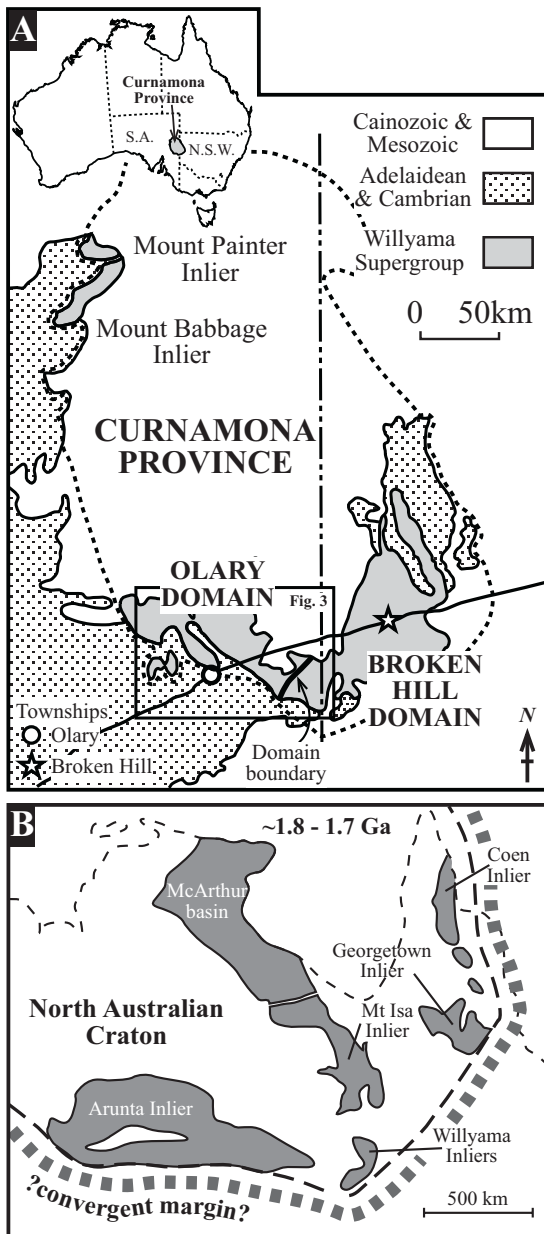 A
Curnamona
Province
S.A.
N.S.W.
Cainozoic &
Mesozoic
Adelaidean
& Cambrian
Willyama
Supergroup
0 50km
Mount Painter
Inlier
Mount Babbage
Inlier
CURNAMONA
PROVINCE
OLARY
DOMAIN
Fig. 3
BROKEN
HILL
DOMAIN
Townships
Olary
Broken Hill
Domain
boundary
N
B
~1.8 - 1.7 Ga
McArthur
basin
Coen
Inlier
Georgetown
Inlier
North Australian
Craton
Mt Isa
Inlier
Arunta Inlier
Willyama
Inliers
?convergent margin?
500 km